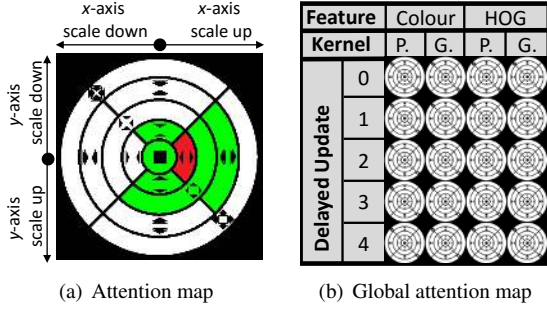 x-axis
scale down
x-axis
scale up
y-axis
scale down
y-axis
scale up
(a) Attention map
Feature Colour HOG
Kernel P. G. P. G.
Delayed Update
0
1
2
3
4
(b) Global attention map